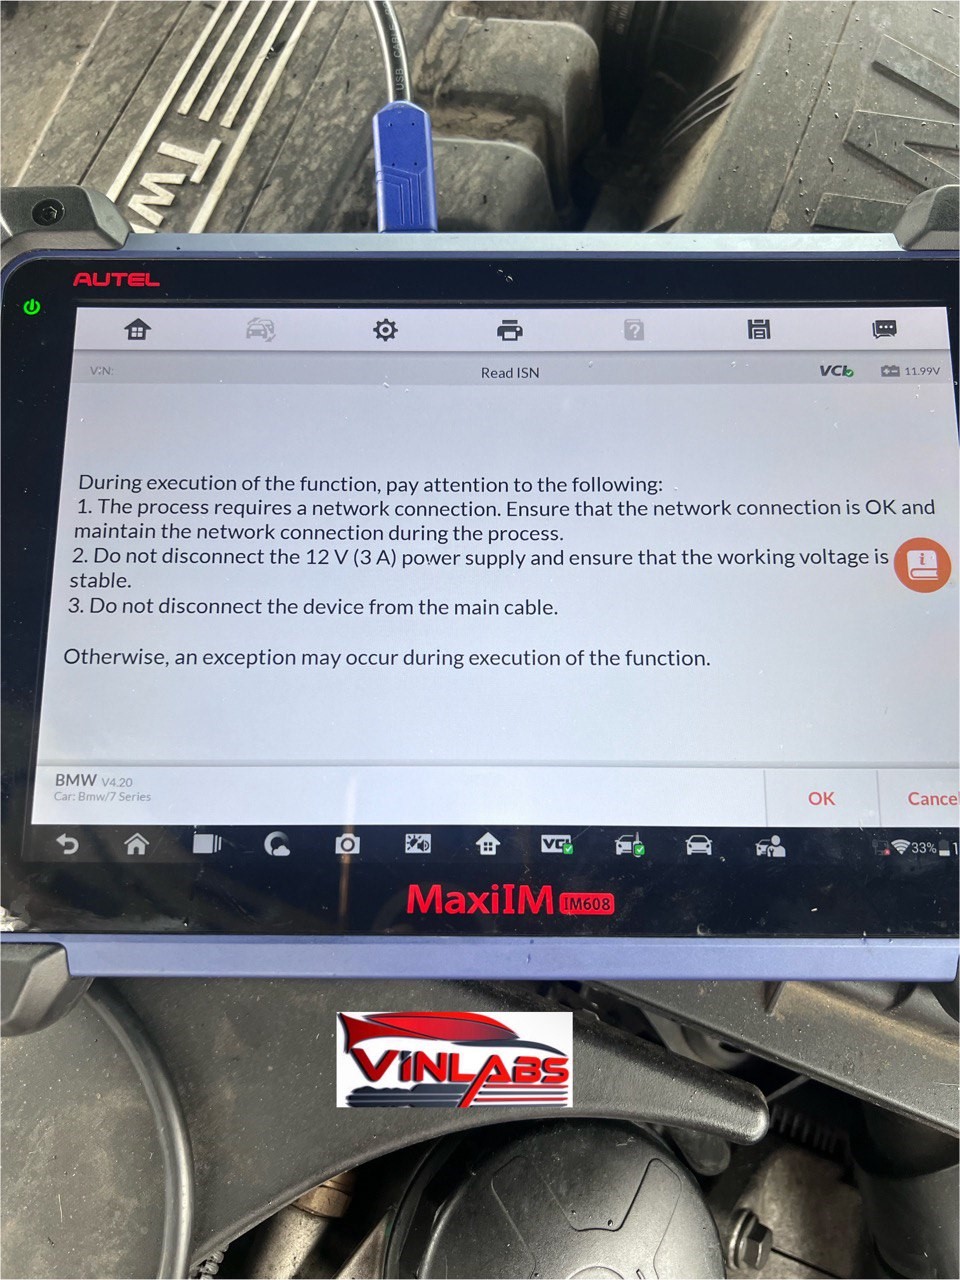 USB CABLE
Tw
AUTEL
VIN:
Read ISN
VCI
11.99V
During execution of the function, pay attention to the following:
1. The process requires a network connection. Ensure that the network connection is OK and
maintain the network connection during the process.
2. Do not disconnect the 12 V (3 A) power supply and ensure that the working voltage is
stable.
3. Do not disconnect the device from the main cable.
Otherwise, an exception may occur during execution of the function.
BMW V4.20
Car: Bmw/7 Series
OK
Cance
VCI
33%
1
MaxiIM IM608
VINLABS